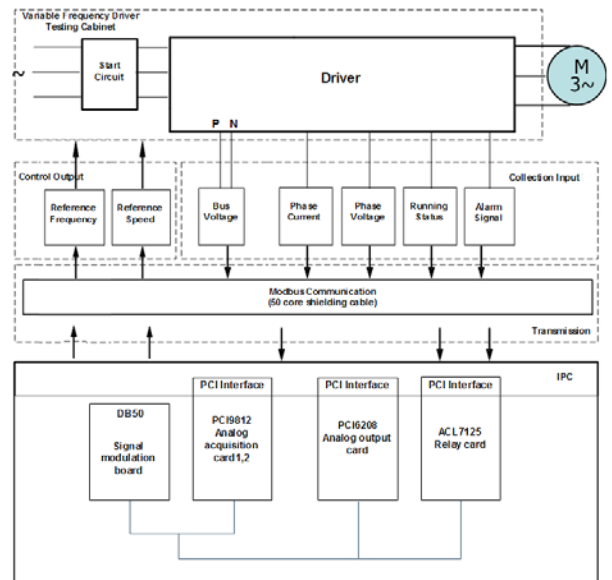 Variable Frequency Driver
Testing Cabinet
~
Start
Circuit
Driver
P N
M
3~
Control Output
Collection Input
Reference
Frequency
Reference
Speed
Bus
Voltage
Phase
Current
Phase
Voltage
Running
Status
Alarm
Signal
Modbus Communication
(50 core shielding cable)
Transmission
IPC
PCI Interface
PCI Interface
PCI Interface
DB50
Signal
modulation
board
PCI9812
Analog
acquisition
card1,2
PCI6208
Analog output
card
ACL7125
Relay card